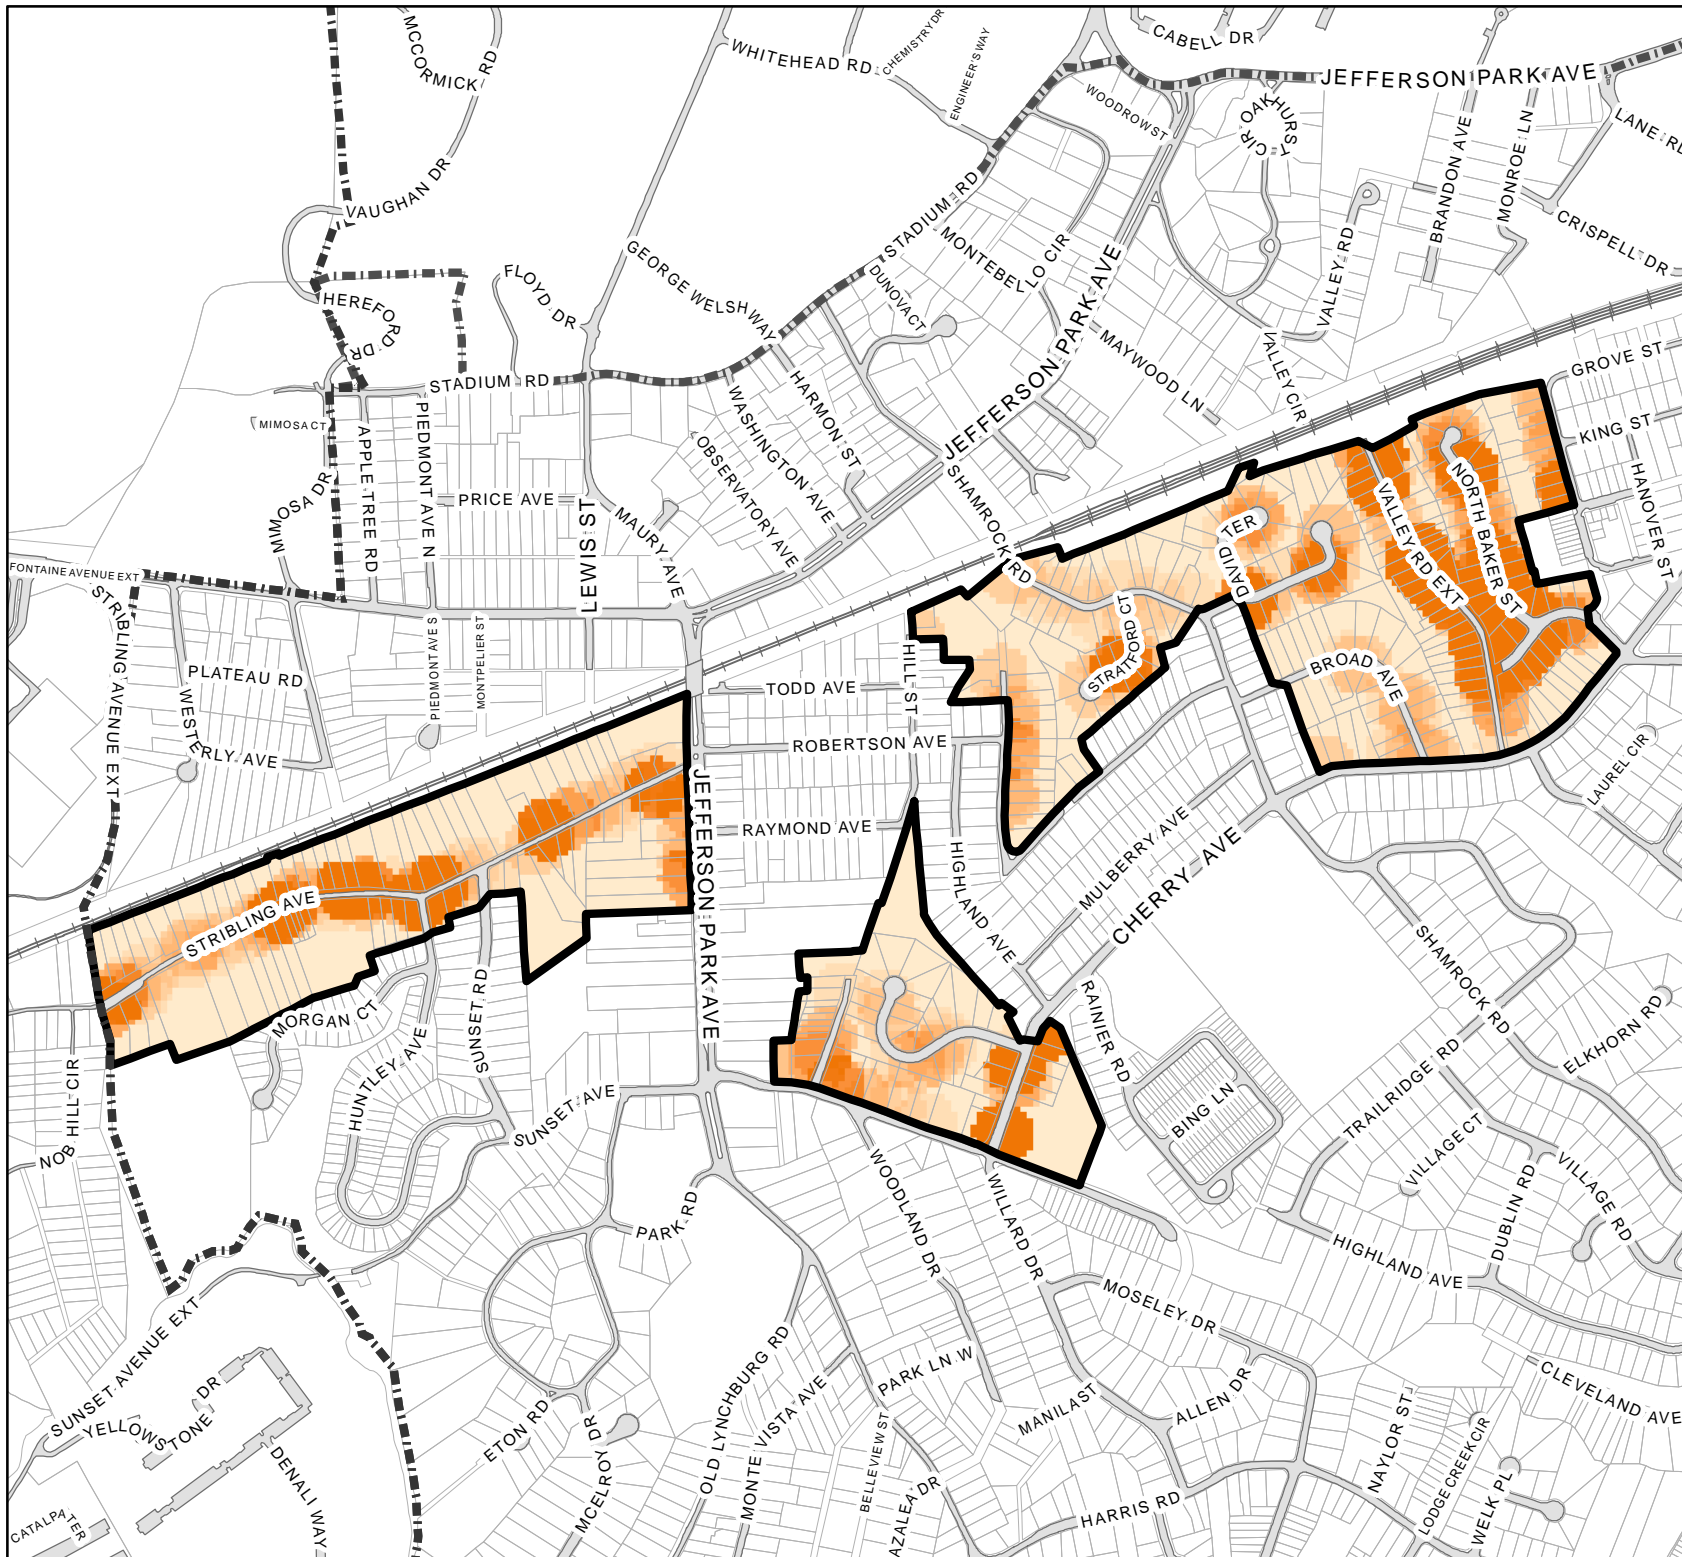 MCCORMICK RD
WHITEHEAD RD
CHEMISTRY DR
ENGINEER'S WAY
CABELL DR
JEFFERSON PARK AVE
WOODROW ST
OAKHURST CIR
LANE RD
BRANDON AVE
MONROE LN
CRISPELL DR
VAUGHAN DR
STADIUM RD
MONTEBELLO CIR
VALLEY RD
GEORGE WELSH WAY
FLOYD DR
DUNOVA CT
HEREFORD DR
JEFFERSON PARK AVE
MAYWOOD LN
VALLEY CIR
GROVE ST
STADIUM RD
MIMOSA CT
APPLE TREE RD
PIEDMONT AVE N
WASHINGTON AVE
HARMON ST
OBSERVATORY AVE
KING ST
HANOVER ST
MIMOSA DR
PRICE AVE
LEWIS ST
MAURY AVE
SHAMROCK RD
DAVID TER
VALLEY RD EXT
NORTH BAKER ST
FONTAINE AVENUE EXT
STRIBLING AVENUE EXT
PLATEAU RD
WESTERLY AVE
PIEDMONT AVE S
MONTPELIER ST
TODD AVE
HILL ST
STRATFORD CT
BROAD AVE
ROBERTSON AVE
LAUREL CIR
RAYMOND AVE
JEFFERSON PARK AVE
HIGHLAND AVE
MULBERRY AVE
CHERRY AVE
STRIBLING AVE
SHAMROCK RD
MORGAN CT
SUNSET RD
HUNTLEY AVE
RAINIER RD
ELKHORN RD
NOB HILL CIR
SUNSET AVE
BING LN
TRAILRIDGE RD
VILLAGE CT
VILLAGE RD
DUBLIN RD
WOODLAND DR
WILLARD DR
PARK RD
HIGHLAND AVE
MOSELEY DR
SUNSET AVENUE EXT
OLD LYNCHBURG RD
PARK LN W
CLEVELAND AVE
YELLOWSTONE DR
ETON RD
MCELROY DR
MONTE VISTA AVE
BELLEVIEW ST
MANILA ST
ALLEN DR
NAYLOR ST
LODGE CREEK CIR
DENALI WAY
AZALEA DR
HARRIS RD
WELK PL
CATALPA TER